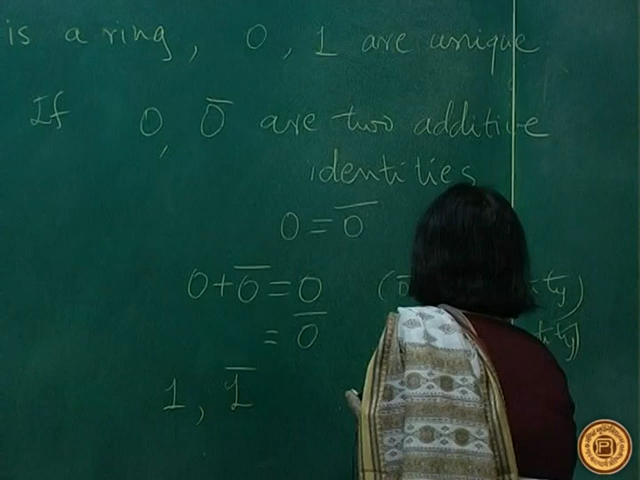 is a ring, 0, 1 are unique
If 0, 0̅ are two additive
identities
0 = 0̅
0 + 0̅ = 0
= 0̅
1, 1̅